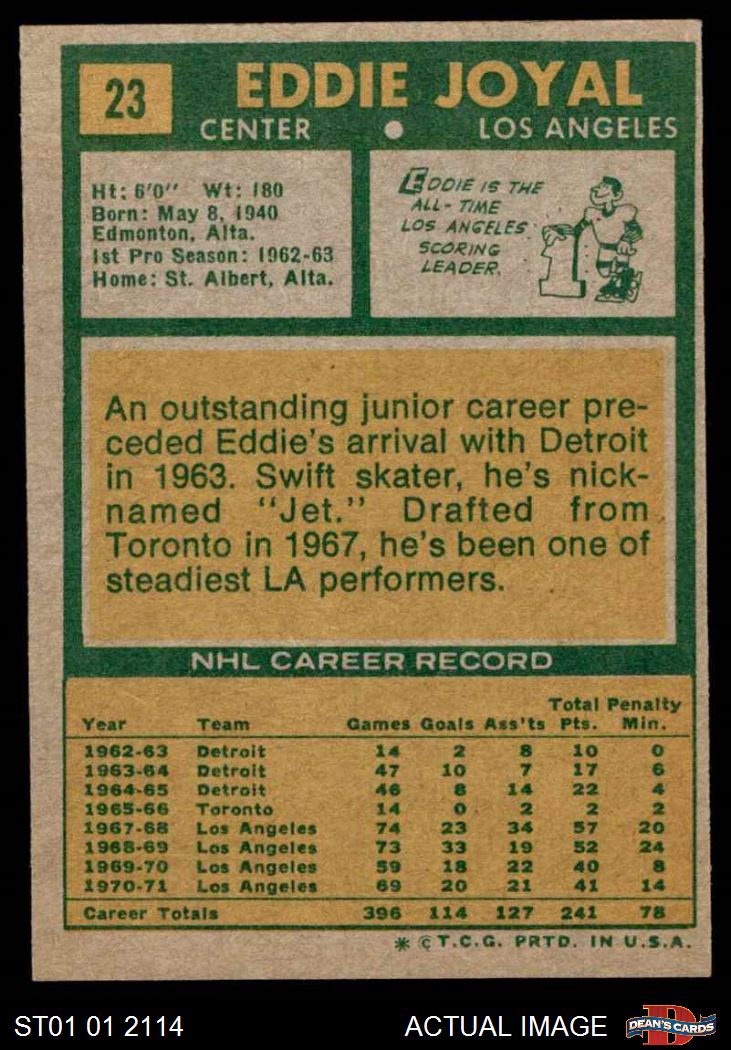 23
EDDIE JOYAL
CENTER • LOS ANGELES
Ht: 6'0" Wt: 180
Born: May 8, 1940
Edmonton, Alta.
1st Pro Season: 1962-63
Home: St. Albert, Alta.
EDDIE IS THE
ALL-TIME
LOS ANGELES
SCORING
LEADER.
1
An outstanding junior career pre-
ceded Eddie's arrival with Detroit
in 1963. Swift skater, he's nick-
named "Jet." Drafted from
Toronto in 1967, he's been one of
steadiest LA performers.
NHL CAREER RECORD
Total Penalty
Year Team Games Goals Ass'ts Pts. Min.
1962-63 Detroit 14 2 8 10 0
1963-64 Detroit 47 10 7 17 6
1964-65 Detroit 46 8 14 22 4
1965-66 Toronto 14 0 2 2 2
1967-68 Los Angeles 74 23 34 57 20
1968-69 Los Angeles 73 33 19 52 24
1969-70 Los Angeles 59 18 22 40 8
1970-71 Los Angeles 69 20 21 41 14
Career Totals 396 114 127 241 78
* © T.C.G. PRTD. IN U.S.A.
ST01 01 2114
ACTUAL IMAGE
D
DEAN'S CARDS